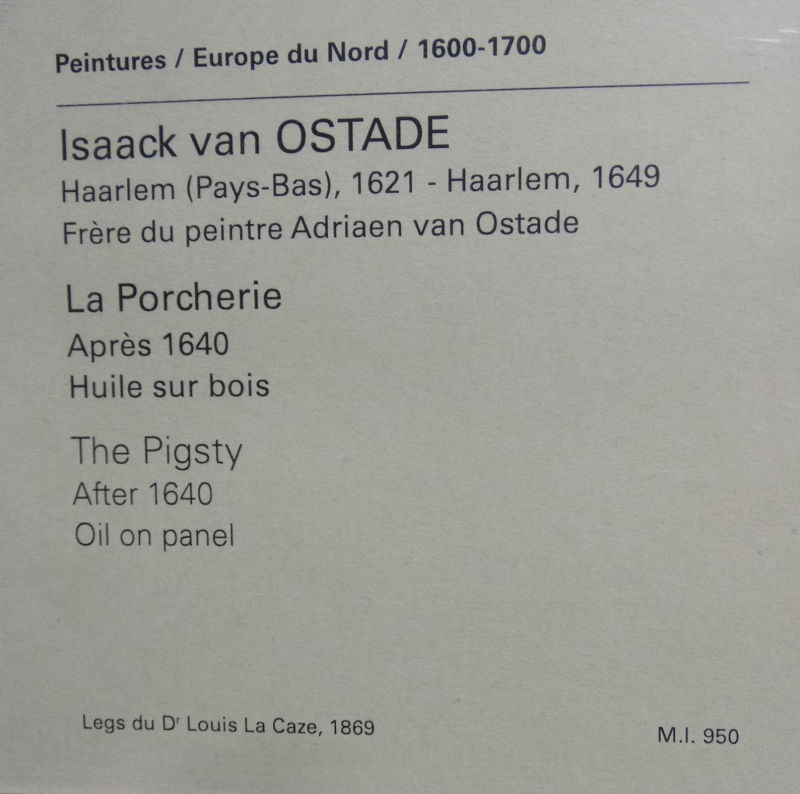 Peintures / Europe du Nord / 1600-1700
Isaack van OSTADE
Haarlem (Pays-Bas), 1621 - Haarlem, 1649
Frère du peintre Adriaen van Ostade
La Porcherie
Après 1640
Huile sur bois
The Pigsty
After 1640
Oil on panel
Legs du Dʳ Louis La Caze, 1869
M.I. 950